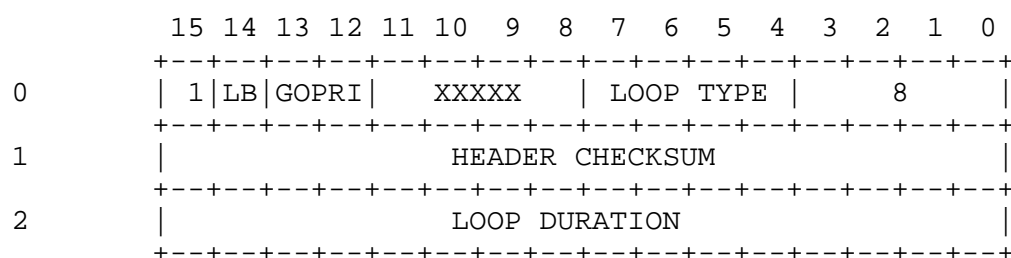 15 14 13 12 11 10 9 8 7 6 5 4 3 2 1 0
+--+--+--+--+--+--+--+--+--+--+--+--+--+--+--+--+
0 | 1|LB|GOPRI| XXXXX | LOOP TYPE | 8 |
+--+--+--+--+--+--+--+--+--+--+--+--+--+--+--+--+
1 | HEADER CHECKSUM |
+--+--+--+--+--+--+--+--+--+--+--+--+--+--+--+--+
2 | LOOP DURATION |
+--+--+--+--+--+--+--+--+--+--+--+--+--+--+--+--+